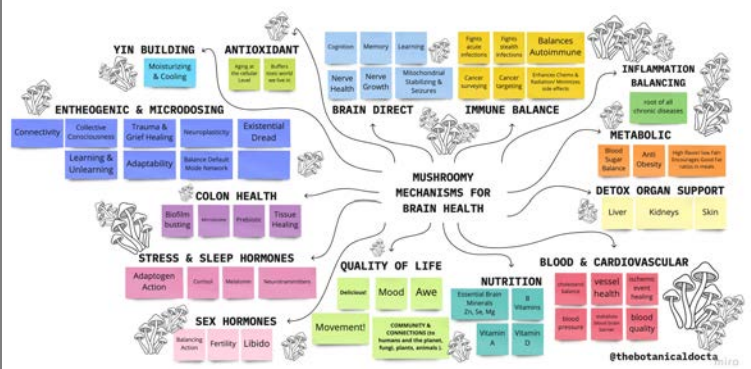 YIN BUILDING
Moisturizing
& Cooling
ANTIOXIDANT
Aging at
the cellular
Level
Buffers
toxic world
we live in
Cognition
Memory
Learning
Nerve
Health
Nerve
Growth
Mitochondrial
Stabilizing &
Seizures
BRAIN DIRECT
Fights
acute
infections
Fights
stealth
infections
Balances
Autoimmune
Cancer
surveying
Cancer
targeting
Enhances Chemo &
Radiation/ Minimizes
side effects
IMMUNE BALANCE
INFLAMMATION
BALANCING
root of all
chronic diseases
ENTHEOGENIC & MICRODOSING
Connectivity
Collective
Consciousness
Trauma &
Grief Healing
Neuroplasticity
Existential
Dread
Learning &
Unlearning
Adaptability
Balance Default
Mode Network
METABOLIC
Blood
Sugar
Balance
Anti
Obesity
High flavor/ low Fat=
Encourages Good Fat
ratios in meals
MUSHROOMY
MECHANISMS FOR
BRAIN HEALTH
COLON HEALTH
Biofilm
busting
Microbiome
Prebiotic
Tissue
Healing
DETOX ORGAN SUPPORT
Liver
Kidneys
Skin
STRESS & SLEEP HORMONES
Adaptogen
Action
Cortisol
Melatonin
Neurotransmitters
QUALITY OF LIFE
Delicious!
Mood
Awe
Movement!
COMMUNITY &
CONNECTIONS (to
humans and the planet,
fungi, plants, animals ).
NUTRITION
Essential Brain
Minerals
Zn, Se, Mg
B
Vitamins
Vitamin
A
Vitamin
D
BLOOD & CARDIOVASCULAR
cholesterol
balance
vessel
health
ischemic
event
healing
blood
pressure
blood brain
barrier
blood
quality
SEX HORMONES
Balancing
Action
Fertility
Libido
@thebotanicaldocta
miro